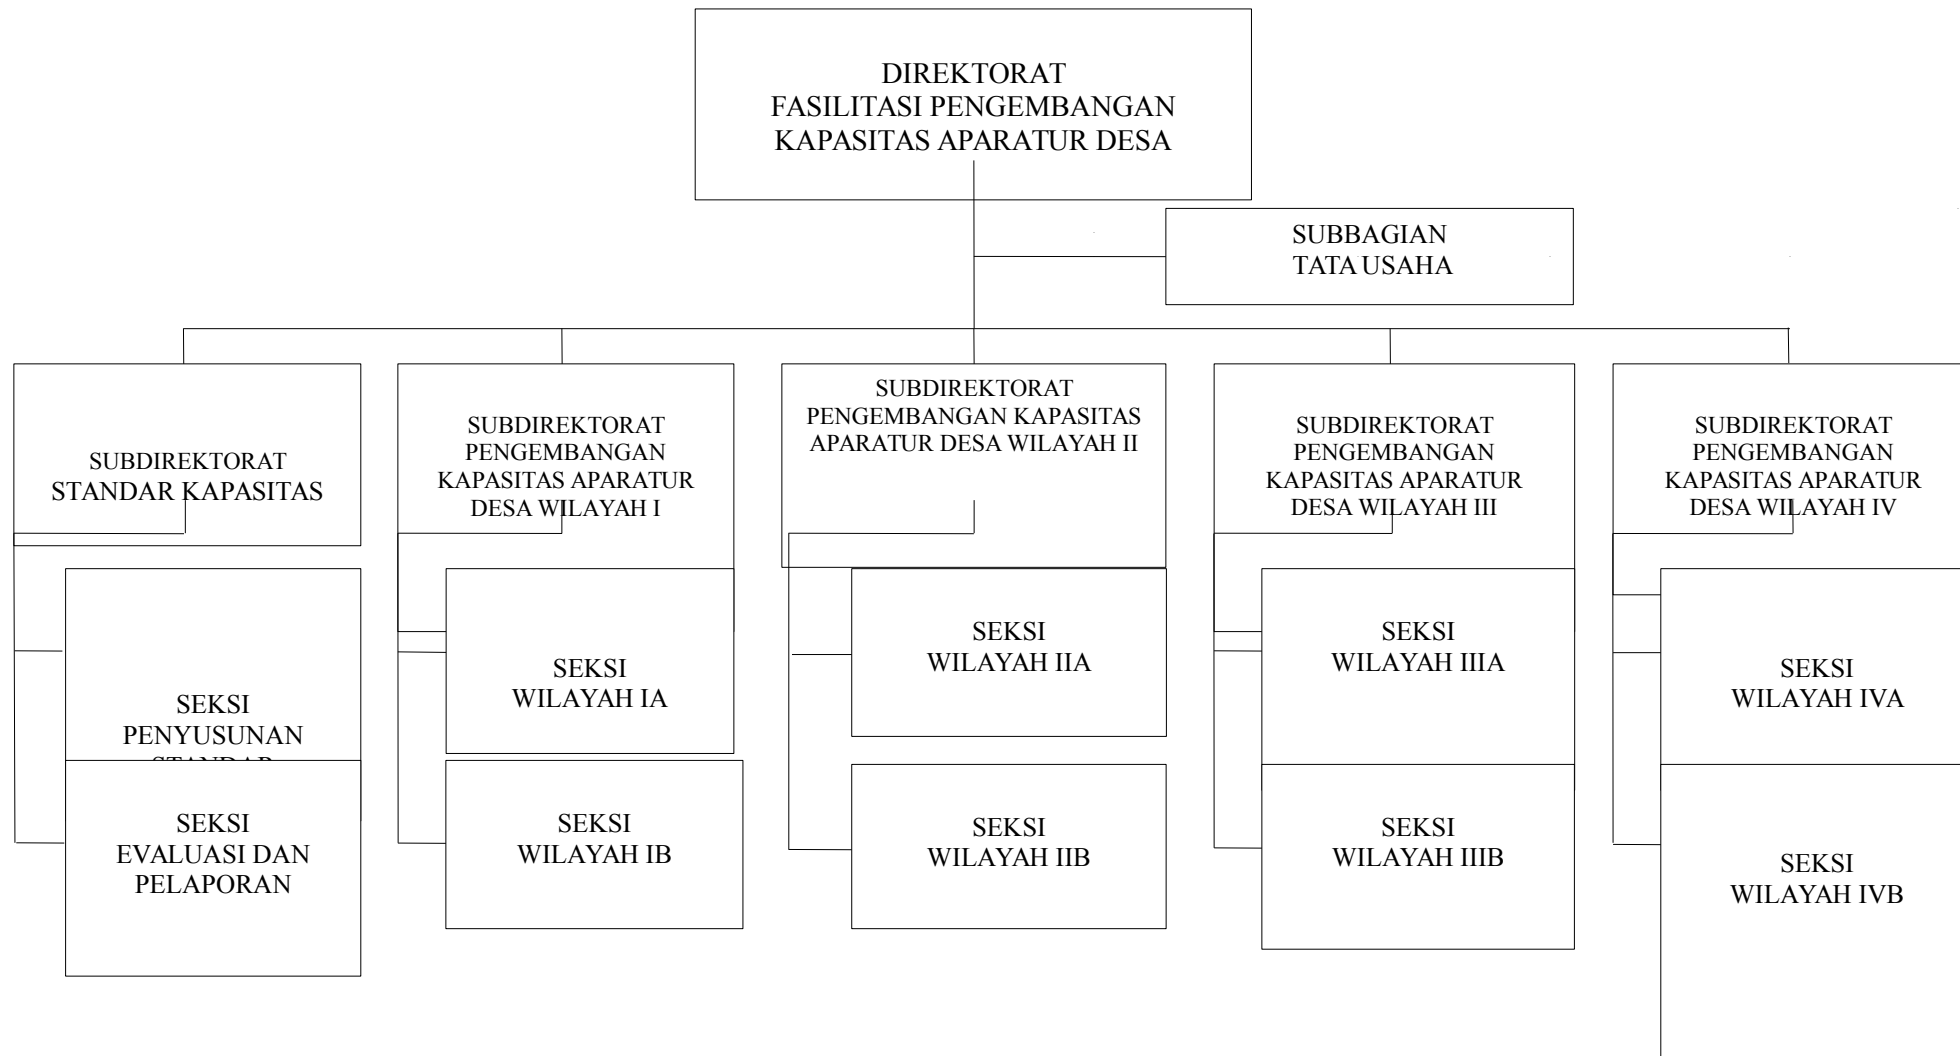 DIREKTORAT
FASILITASI PENGEMBANGAN
KAPASITAS APARATUR DESA
SUBBAGIAN
TATA USAHA
SUBDIREKTORAT
STANDAR KAPASITAS
SUBDIREKTORAT
PENGEMBANGAN
KAPASITAS APARATUR
DESA WILAYAH I
SUBDIREKTORAT
PENGEMBANGAN KAPASITAS
APARATUR DESA WILAYAH II
SUBDIREKTORAT
PENGEMBANGAN
KAPASITAS APARATUR
DESA WILAYAH III
SUBDIREKTORAT
PENGEMBANGAN
KAPASITAS APARATUR
DESA WILAYAH IV
SEKSI
PENYUSUNAN
STANDAR
SEKSI
WILAYAH IA
SEKSI
WILAYAH IIA
SEKSI
WILAYAH IIIA
SEKSI
WILAYAH IVA
SEKSI
EVALUASI DAN
PELAPORAN
SEKSI
WILAYAH IB
SEKSI
WILAYAH IIB
SEKSI
WILAYAH IIIB
SEKSI
WILAYAH IVB